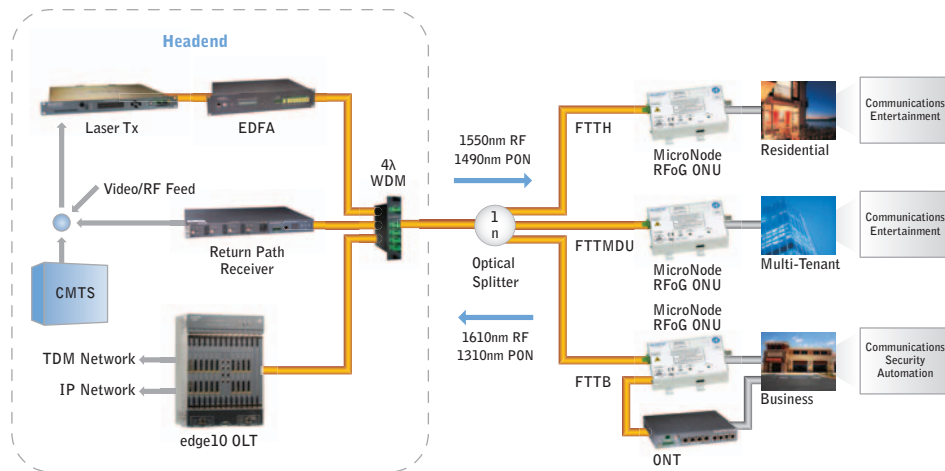 Headend
Laser Tx
EDFA
4λ
WDM
Video/RF Feed
Return Path
Receiver
CMTS
TDM Network
IP Network
edge10 OLT
1550nm RF
1490nm PON
1
n
Optical
Splitter
1610nm RF
1310nm PON
FTTH
MicroNode
RFoG ONU
Residential
Communications
Entertainment
FTTMDU
MicroNode
RFoG ONU
Multi-Tenant
Communications
Entertainment
MicroNode
RFoG ONU
FTTB
Business
Communications
Security
Automation
ONT